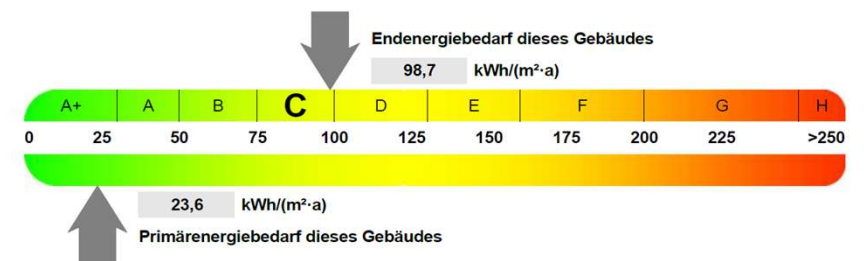 Endenergiebedarf dieses Gebäudes
98,7 kWh/(m²·a)
A+ A B C D E F G H
0 25 50 75 100 125 150 175 200 225 >250
23,6 kWh/(m²·a)
Primärenergiebedarf dieses Gebäudes